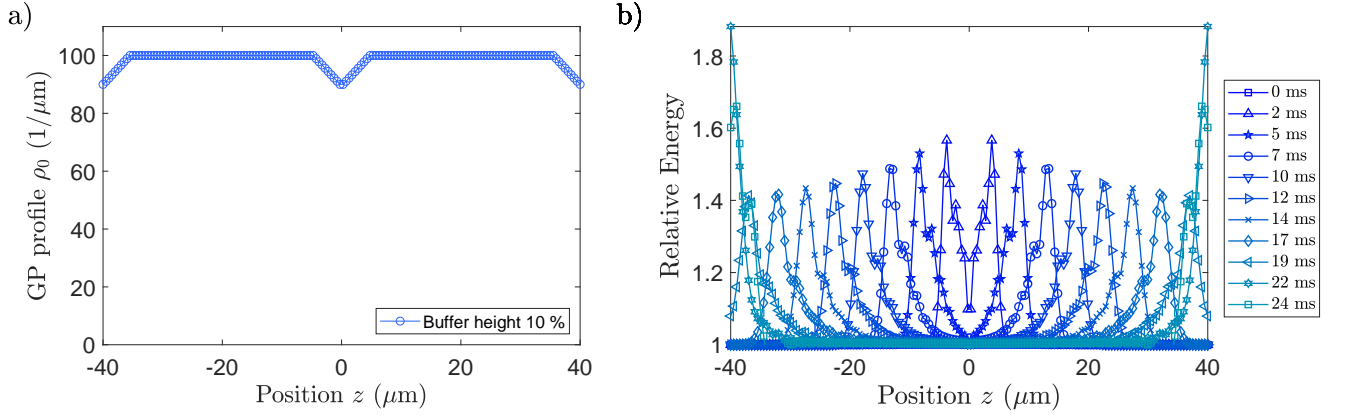 a)
GP profile ρ₀ (1/μm)
100
80
60
40
20
0
-40
-20
0
20
40
Position z (μm)
Buffer height 10 %
b)
Relative Energy
1.8
1.6
1.4
1.2
1
-40
-20
0
20
40
Position z (μm)
0 ms
2 ms
5 ms
7 ms
10 ms
12 ms
14 ms
17 ms
19 ms
22 ms
24 ms